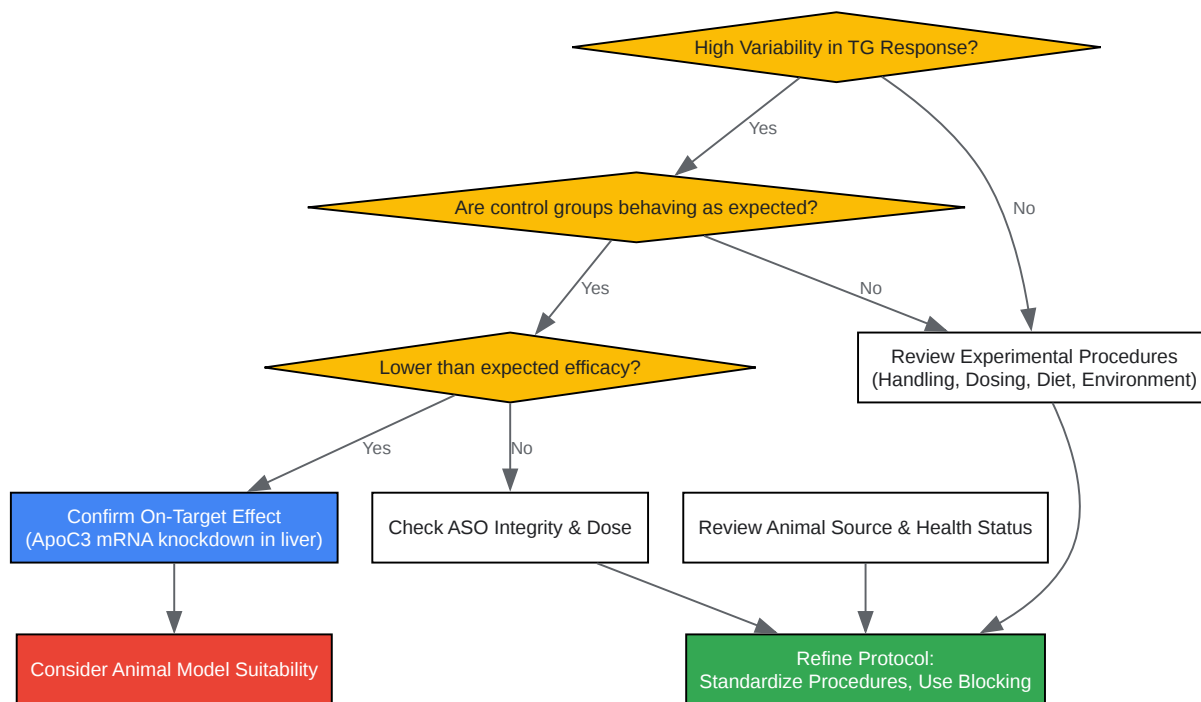 High Variability in TG Response?
Yes
Are control groups behaving as expected?
No
Yes
No
Lower than expected efficacy?
Review Experimental Procedures
(Handling, Dosing, Diet, Environment)
Yes
No
Confirm On-Target Effect
(ApoC3 mRNA knockdown in liver)
Check ASO Integrity & Dose
Review Animal Source & Health Status
Consider Animal Model Suitability
Refine Protocol:
Standardize Procedures, Use Blocking